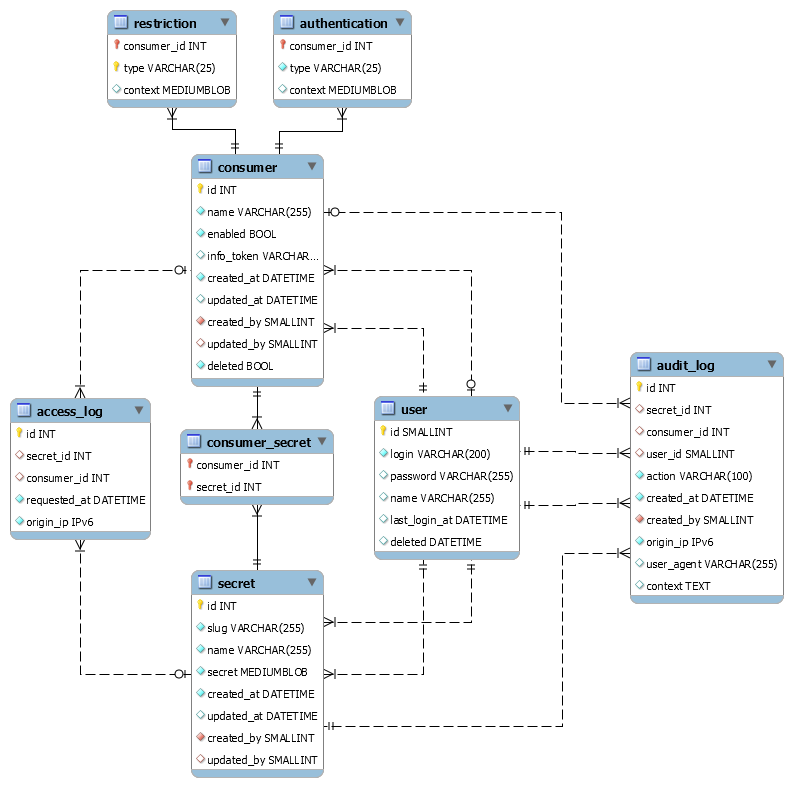 restriction
consumer_id INT
type VARCHAR(25)
context MEDIUMBLOB
authentication
consumer_id INT
type VARCHAR(25)
context MEDIUMBLOB
consumer
id INT
name VARCHAR(255)
enabled BOOL
info_token VARCHAR...
created_at DATETIME
updated_at DATETIME
created_by SMALLINT
updated_by SMALLINT
deleted BOOL
access_log
id INT
secret_id INT
consumer_id INT
requested_at DATETIME
origin_ip IPv6
consumer_secret
consumer_id INT
secret_id INT
user
id SMALLINT
login VARCHAR(200)
password VARCHAR(255)
name VARCHAR(255)
last_login_at DATETIME
deleted DATETIME
audit_log
id INT
secret_id INT
consumer_id INT
user_id SMALLINT
action VARCHAR(100)
created_at DATETIME
created_by SMALLINT
origin_ip IPv6
user_agent VARCHAR(255)
context TEXT
secret
id INT
slug VARCHAR(255)
name VARCHAR(255)
secret MEDIUMBLOB
created_at DATETIME
updated_at DATETIME
created_by SMALLINT
updated_by SMALLINT